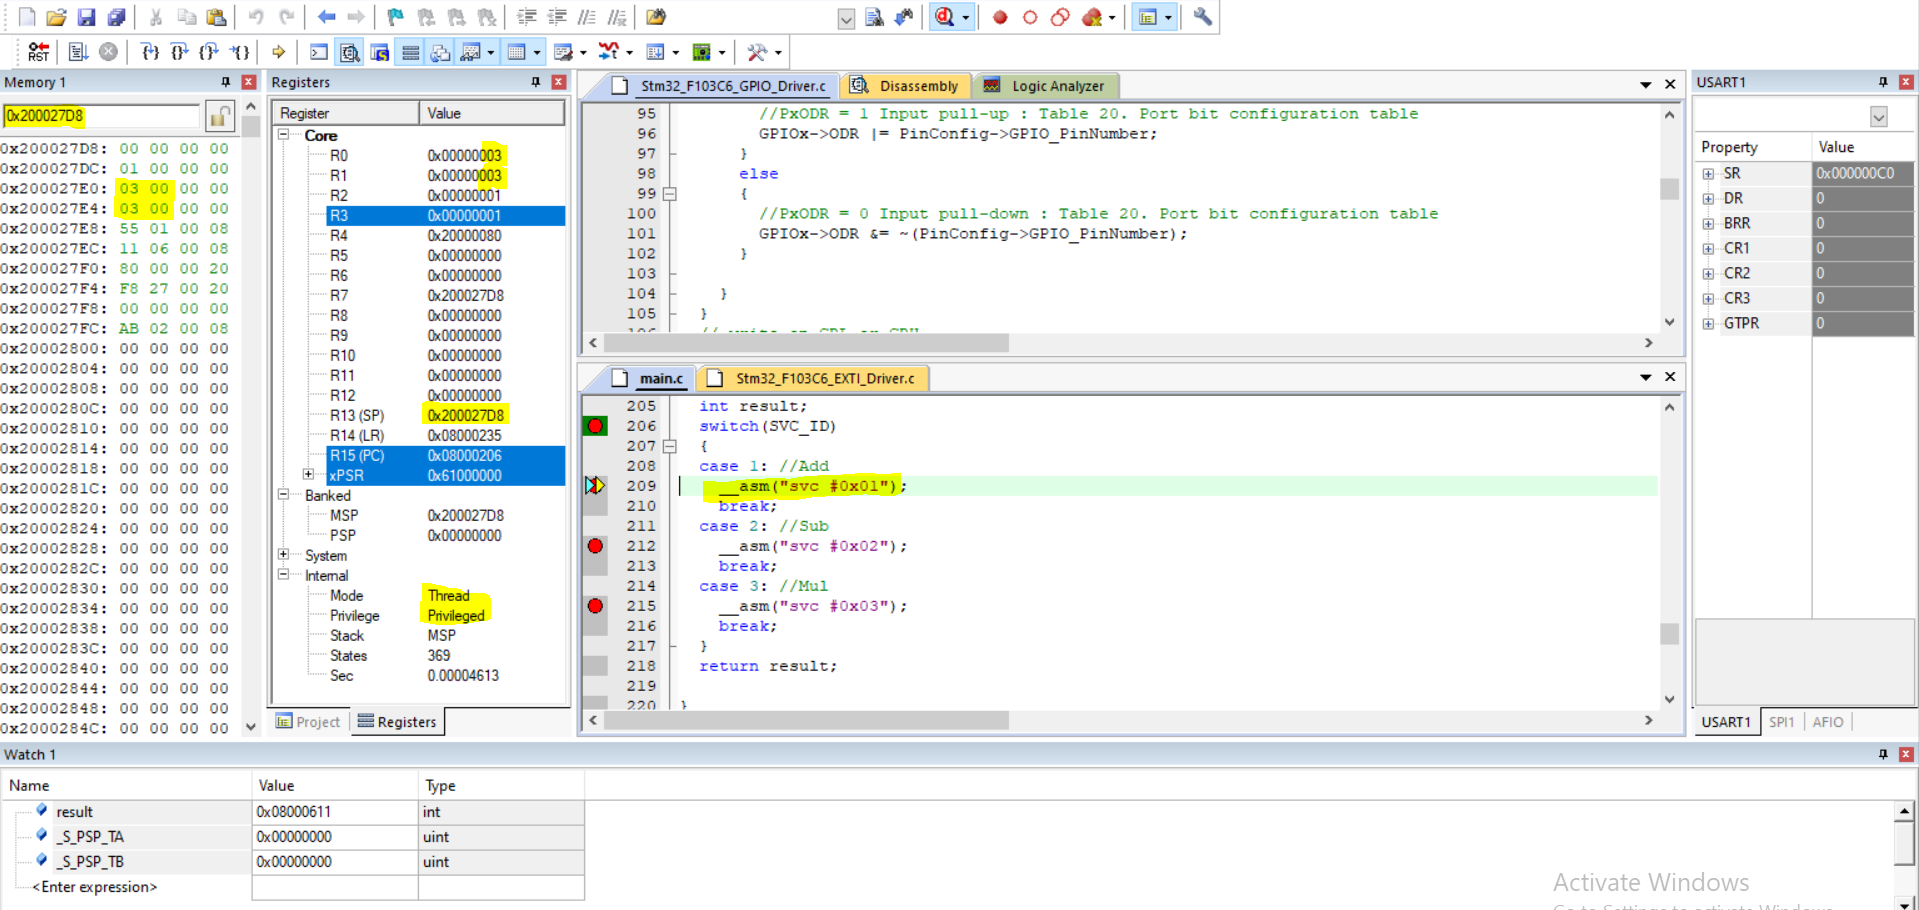 RST
Memory 1
0x200027D8
0x200027D8: 00 00 00 00
0x200027DC: 01 00 00 00
0x200027E0: 03 00 00 00
0x200027E4: 03 00 00 00
0x200027E8: 55 01 00 08
0x200027EC: 11 06 00 08
0x200027F0: 80 00 00 20
0x200027F4: F8 27 00 20
0x200027F8: 00 00 00 00
0x200027FC: AB 02 00 08
0x20002800: 00 00 00 00
0x20002804: 00 00 00 00
0x20002808: 00 00 00 00
0x2000280C: 00 00 00 00
0x20002810: 00 00 00 00
0x20002814: 00 00 00 00
0x20002818: 00 00 00 00
0x2000281C: 00 00 00 00
0x20002820: 00 00 00 00
0x20002824: 00 00 00 00
0x20002828: 00 00 00 00
0x2000282C: 00 00 00 00
0x20002830: 00 00 00 00
0x20002834: 00 00 00 00
0x20002838: 00 00 00 00
0x2000283C: 00 00 00 00
0x20002840: 00 00 00 00
0x20002844: 00 00 00 00
0x20002848: 00 00 00 00
0x2000284C: 00 00 00 00
Registers
Register Value
Core
R0 0x00000003
R1 0x00000003
R2 0x00000001
R3 0x00000001
R4 0x20000080
R5 0x00000000
R6 0x00000000
R7 0x200027D8
R8 0x00000000
R9 0x00000000
R10 0x00000000
R11 0x00000000
R12 0x00000000
R13 (SP) 0x200027D8
R14 (LR) 0x08000235
R15 (PC) 0x08000206
xPSR 0x61000000
Banked
MSP 0x200027D8
PSP 0x00000000
System
Internal
Mode Thread
Privilege Privileged
Stack MSP
States 369
Sec 0.00004613
Project Registers
Stm32_F103C6_GPIO_Driver.c Disassembly Logic Analyzer
95 //PxODR = 1 Input pull-up : Table 20. Port bit configuration table
96 GPIOx->ODR |= PinConfig->GPIO_PinNumber;
97 }
98 else
99 {
100 //PxODR = 0 Input pull-down : Table 20. Port bit configuration table
101 GPIOx->ODR &= ~(PinConfig->GPIO_PinNumber);
102 }
103
104 }
105 }
main.c Stm32_F103C6_EXTI_Driver.c
205 int result;
206 switch(SVC_ID)
207 {
208 case 1: //Add
209 __asm("svc #0x01");
210 break;
211 case 2: //Sub
212 __asm("svc #0x02");
213 break;
214 case 3: //Mul
215 __asm("svc #0x03");
216 break;
217 }
218 return result;
219
220 }
USART1
Property Value
SR 0x000000C0
DR 0
BRR 0
CR1 0
CR2 0
CR3 0
GTPR 0
USART1 SPI1 AFIO
Watch 1
Name Value Type
result 0x08000611 int
_S_PSP_TA 0x00000000 uint
_S_PSP_TB 0x00000000 uint
<Enter expression>
Activate Windows